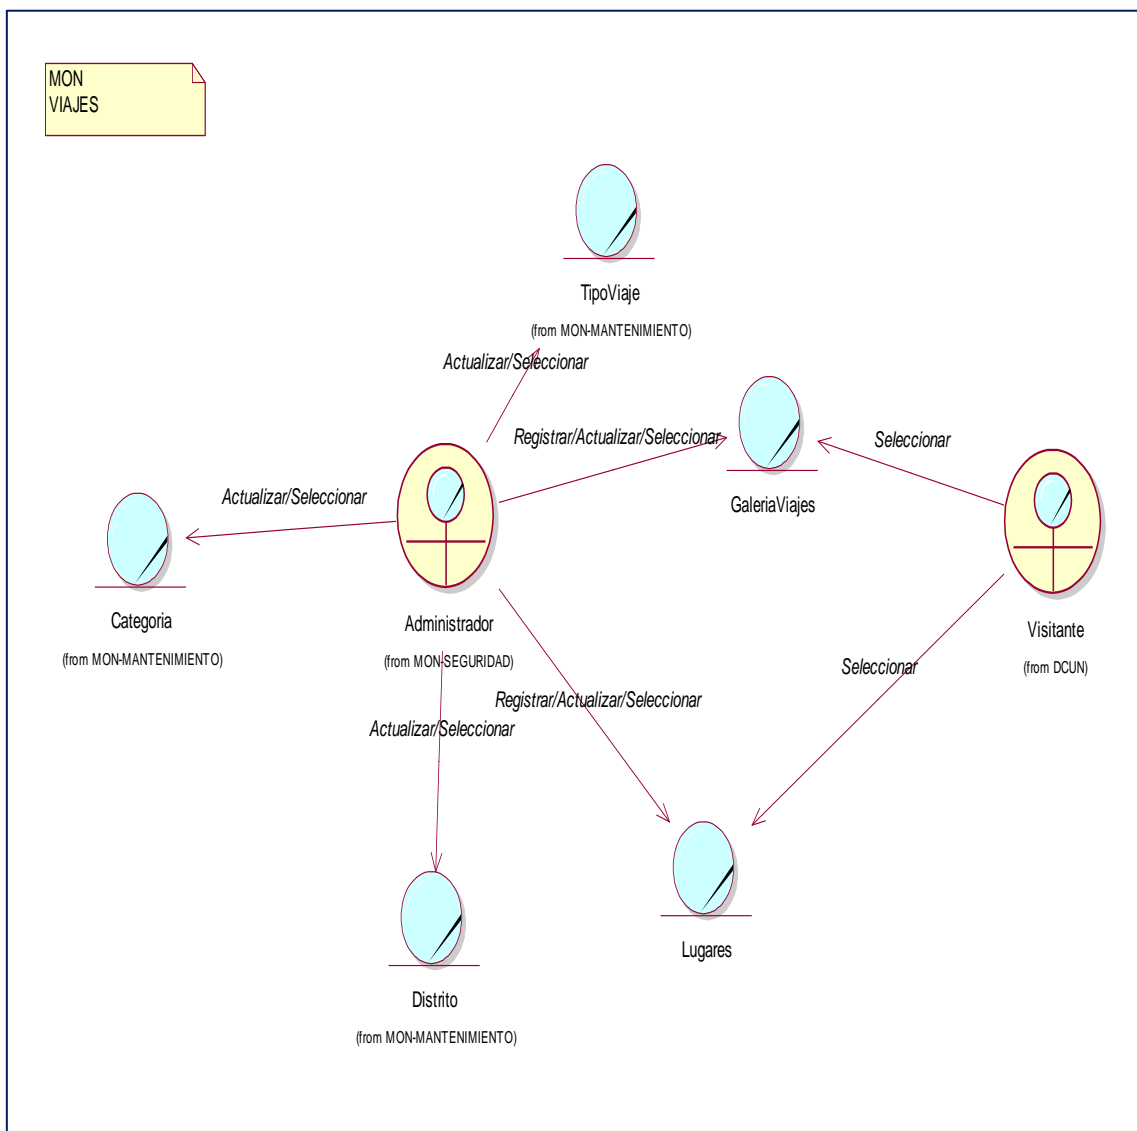 MON
VIAJES
TipoViaje
(from MON-MANTENIMIENTO)
Actualizar/Seleccionar
Registrar/Actualizar/Seleccionar
Seleccionar
GaleriaViajes
Actualizar/Seleccionar
Categoria
(from MON-MANTENIMIENTO)
Administrador
(from MON-SEGURIDAD)
Visitante
(from DCUN)
Seleccionar
Registrar/Actualizar/Seleccionar
Actualizar/Seleccionar
Lugares
Distrito
(from MON-MANTENIMIENTO)